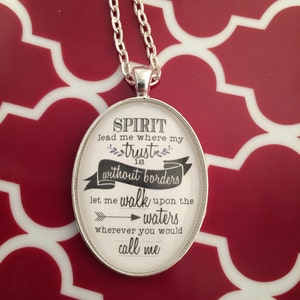 SPIRIT
lead me where my
trust
is
without borders
let me walk upon the
waters
wherever you would
call me